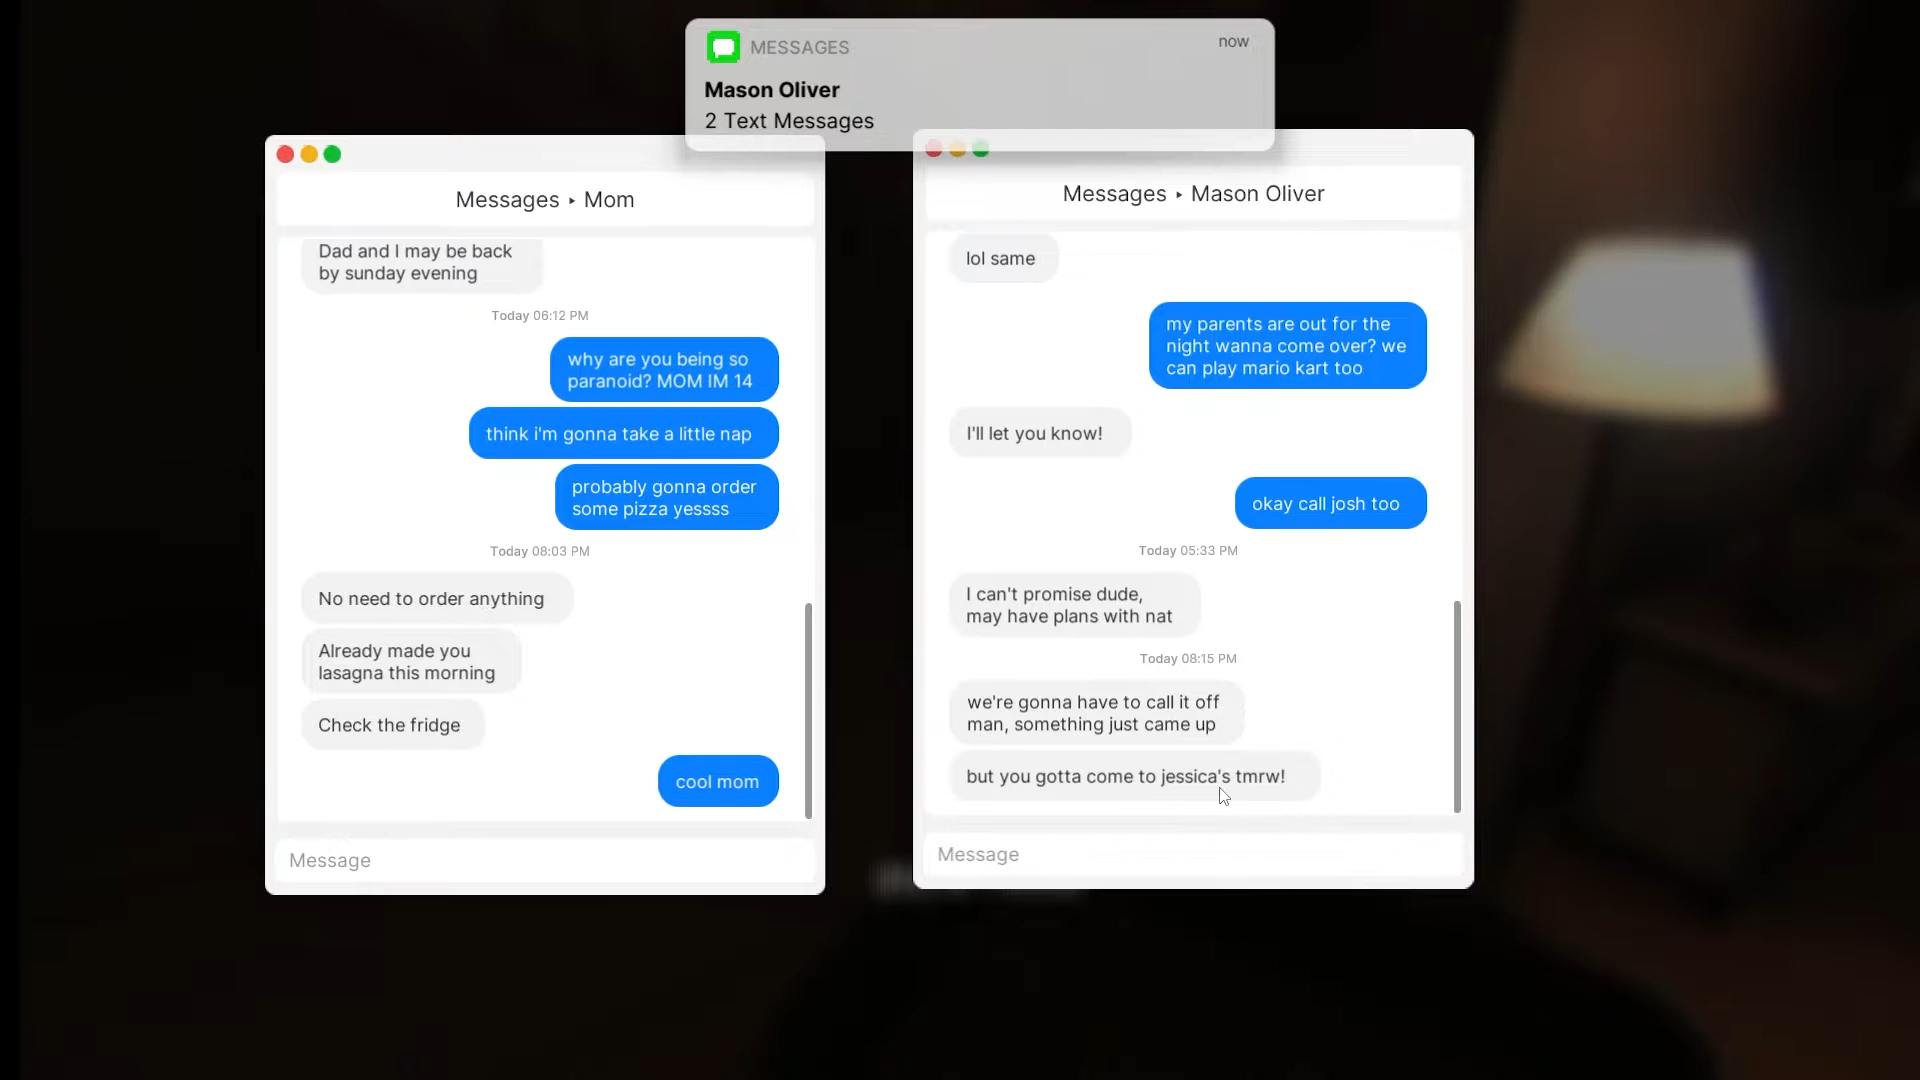 MESSAGES
now
Mason Oliver
2 Text Messages
Messages ‣ Mom
Dad and I may be back
by sunday evening
Today 06:12 PM
why are you being so
paranoid? MOM IM 14
think i'm gonna take a little nap
probably gonna order
some pizza yessss
Today 08:03 PM
No need to order anything
Already made you
lasagna this morning
Check the fridge
cool mom
Message
Messages ‣ Mason Oliver
lol same
my parents are out for the
night wanna come over? we
can play mario kart too
I'll let you know!
okay call josh too
Today 05:33 PM
I can't promise dude,
may have plans with nat
Today 08:15 PM
we're gonna have to call it off
man, something just came up
but you gotta come to jessica's tmrw!
Message